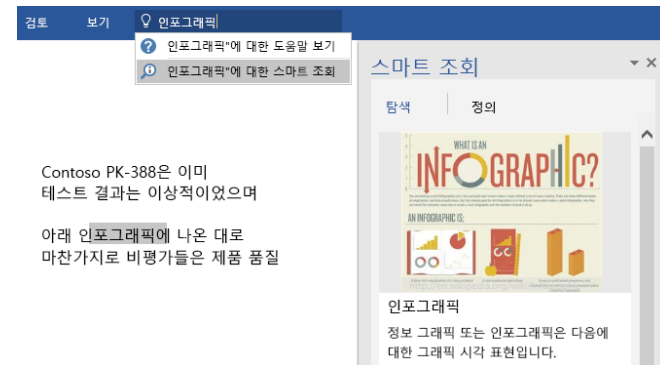 검토 보기 인포그래픽
인포그래픽"에 대한 도움말 보기
인포그래픽"에 대한 스마트 조회
스마트 조회
탐색 정의
WHAT IS AN
INFOGRAPHIC?
AN INFOGRAPHIC IS:
Contoso PK-388은 이미
테스트 결과는 이상적이었으며
아래 인포그래픽에 나온 대로
마찬가지로 비평가들은 제품 품질
인포그래픽
정보 그래픽 또는 인포그래픽은 다음에
대한 그래픽 시각 표현입니다.